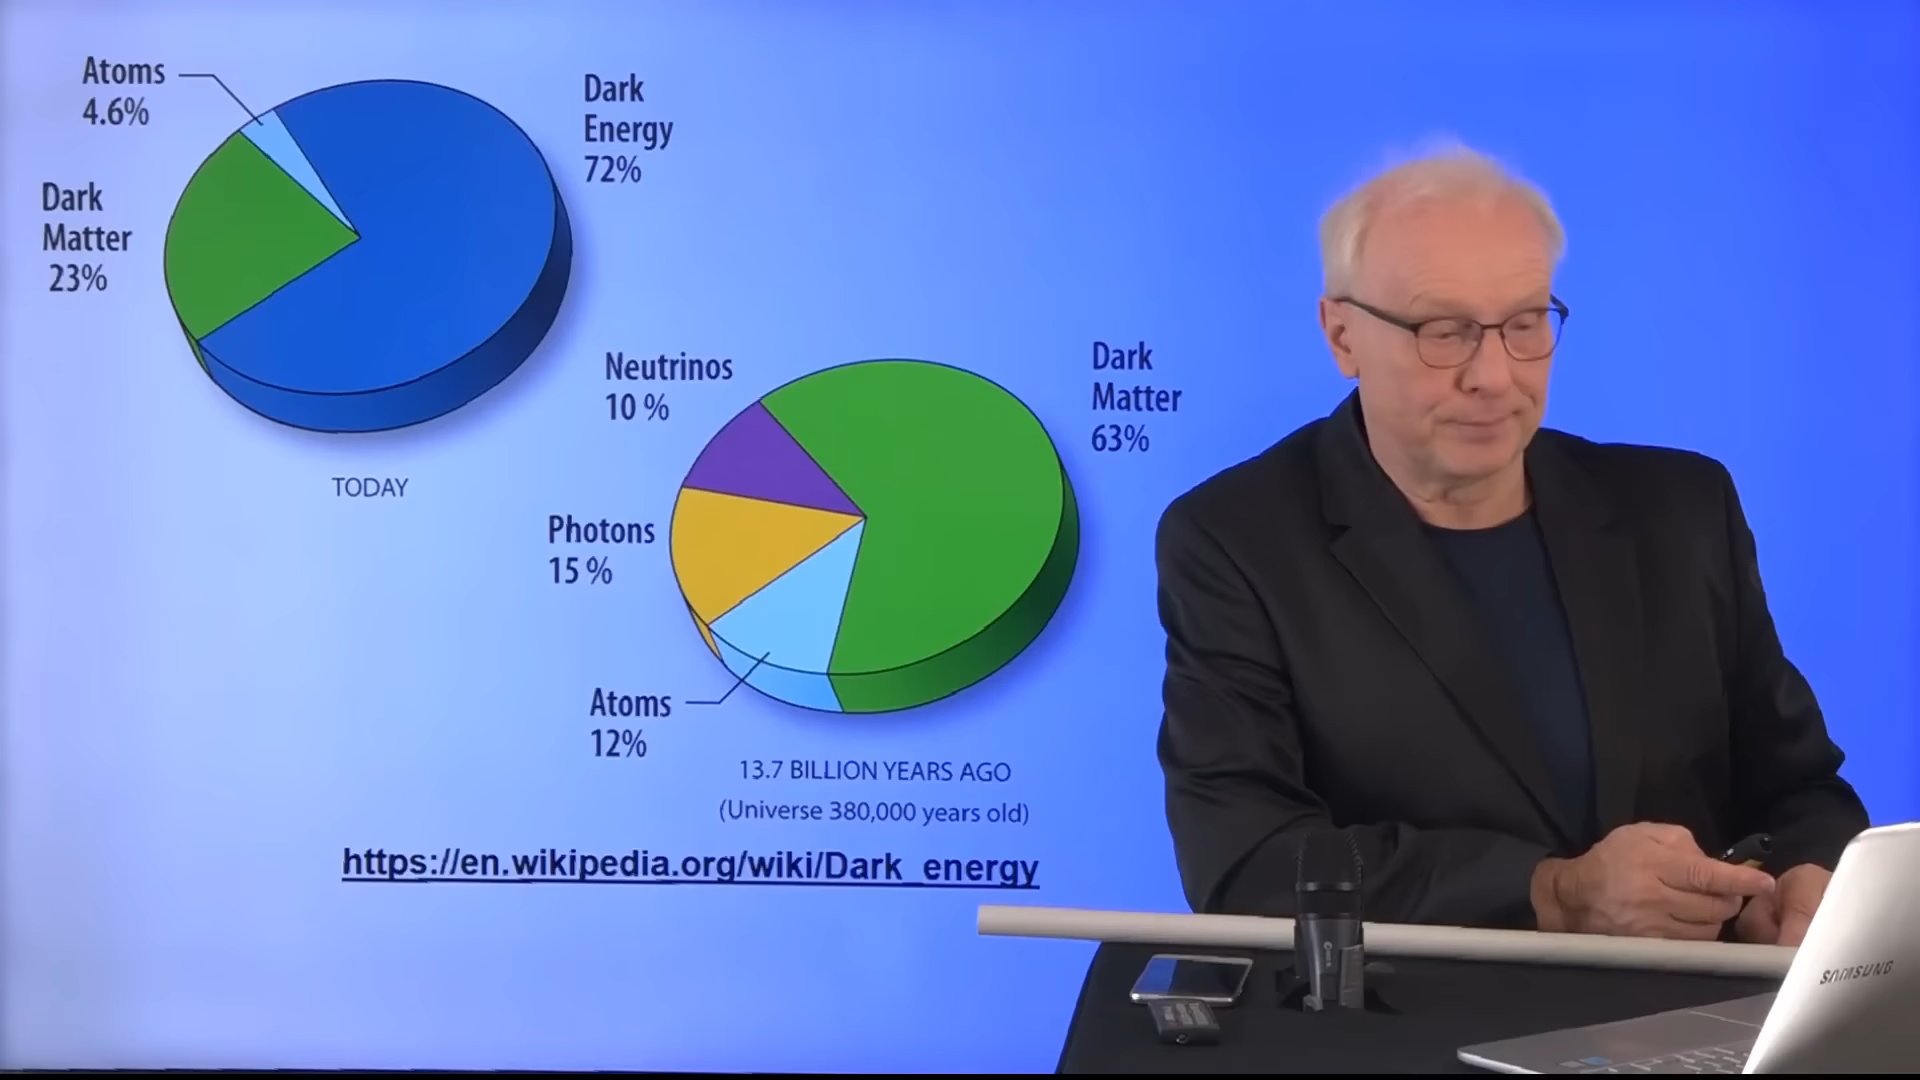 Atoms
4.6%
Dark
Energy
72%
Dark
Matter
23%
TODAY
Neutrinos
10 %
Dark
Matter
63%
Photons
15 %
Atoms
12%
13.7 BILLION YEARS AGO
(Universe 380,000 years old)
https://en.wikipedia.org/wiki/Dark_energy
SAMSUNG